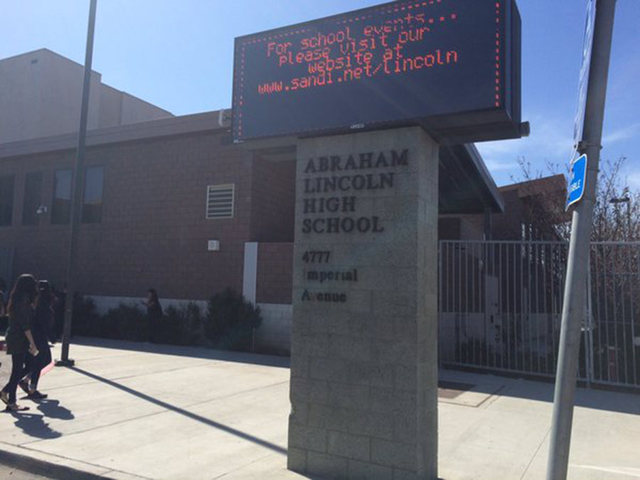 For school events...
Please visit our
website at
www.sandi.net/lincoln
ABRAHAM
LINCOLN
HIGH
SCHOOL
4777
Imperial
Avenue